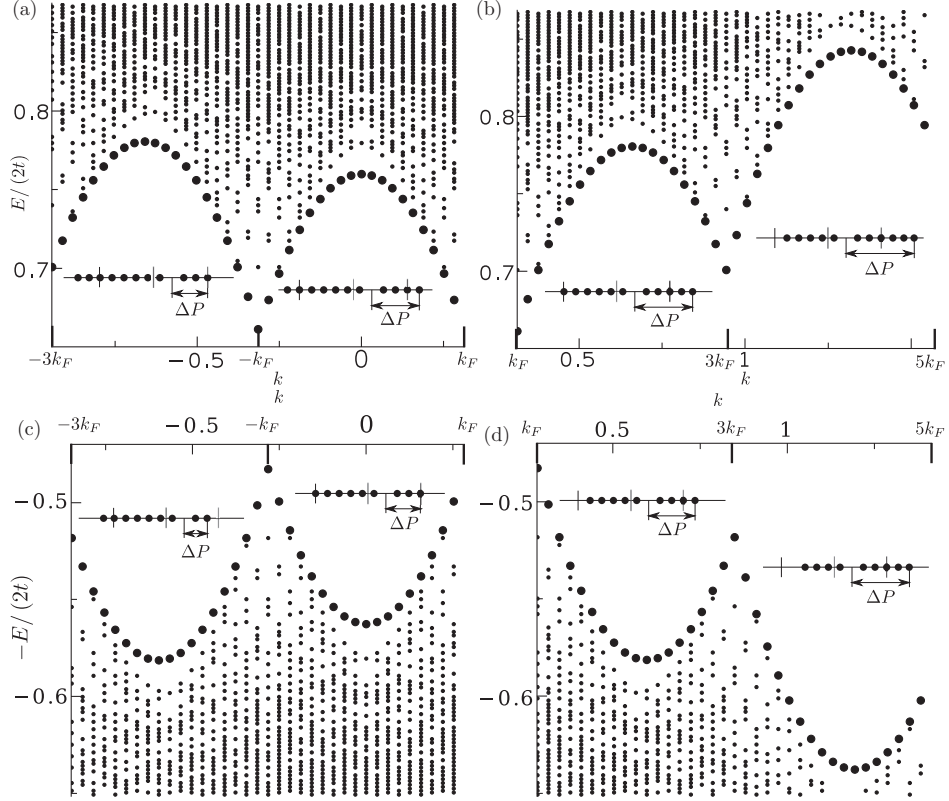 (a)
E/(2t)
0.8
0.7
ΔP
ΔP
−3k_F −0.5 −k_F 0 k_F
k
(b)
0.8
0.7
ΔP
ΔP
k_F 0.5 3k_F 1 5k_F
k
k
(c)
−3k_F −0.5 −k_F 0 k_F
−E/(2t)
−0.5
−0.6
ΔP
ΔP
k
(d)
k_F 0.5 3k_F 1 5k_F
−0.5
−0.6
ΔP
ΔP